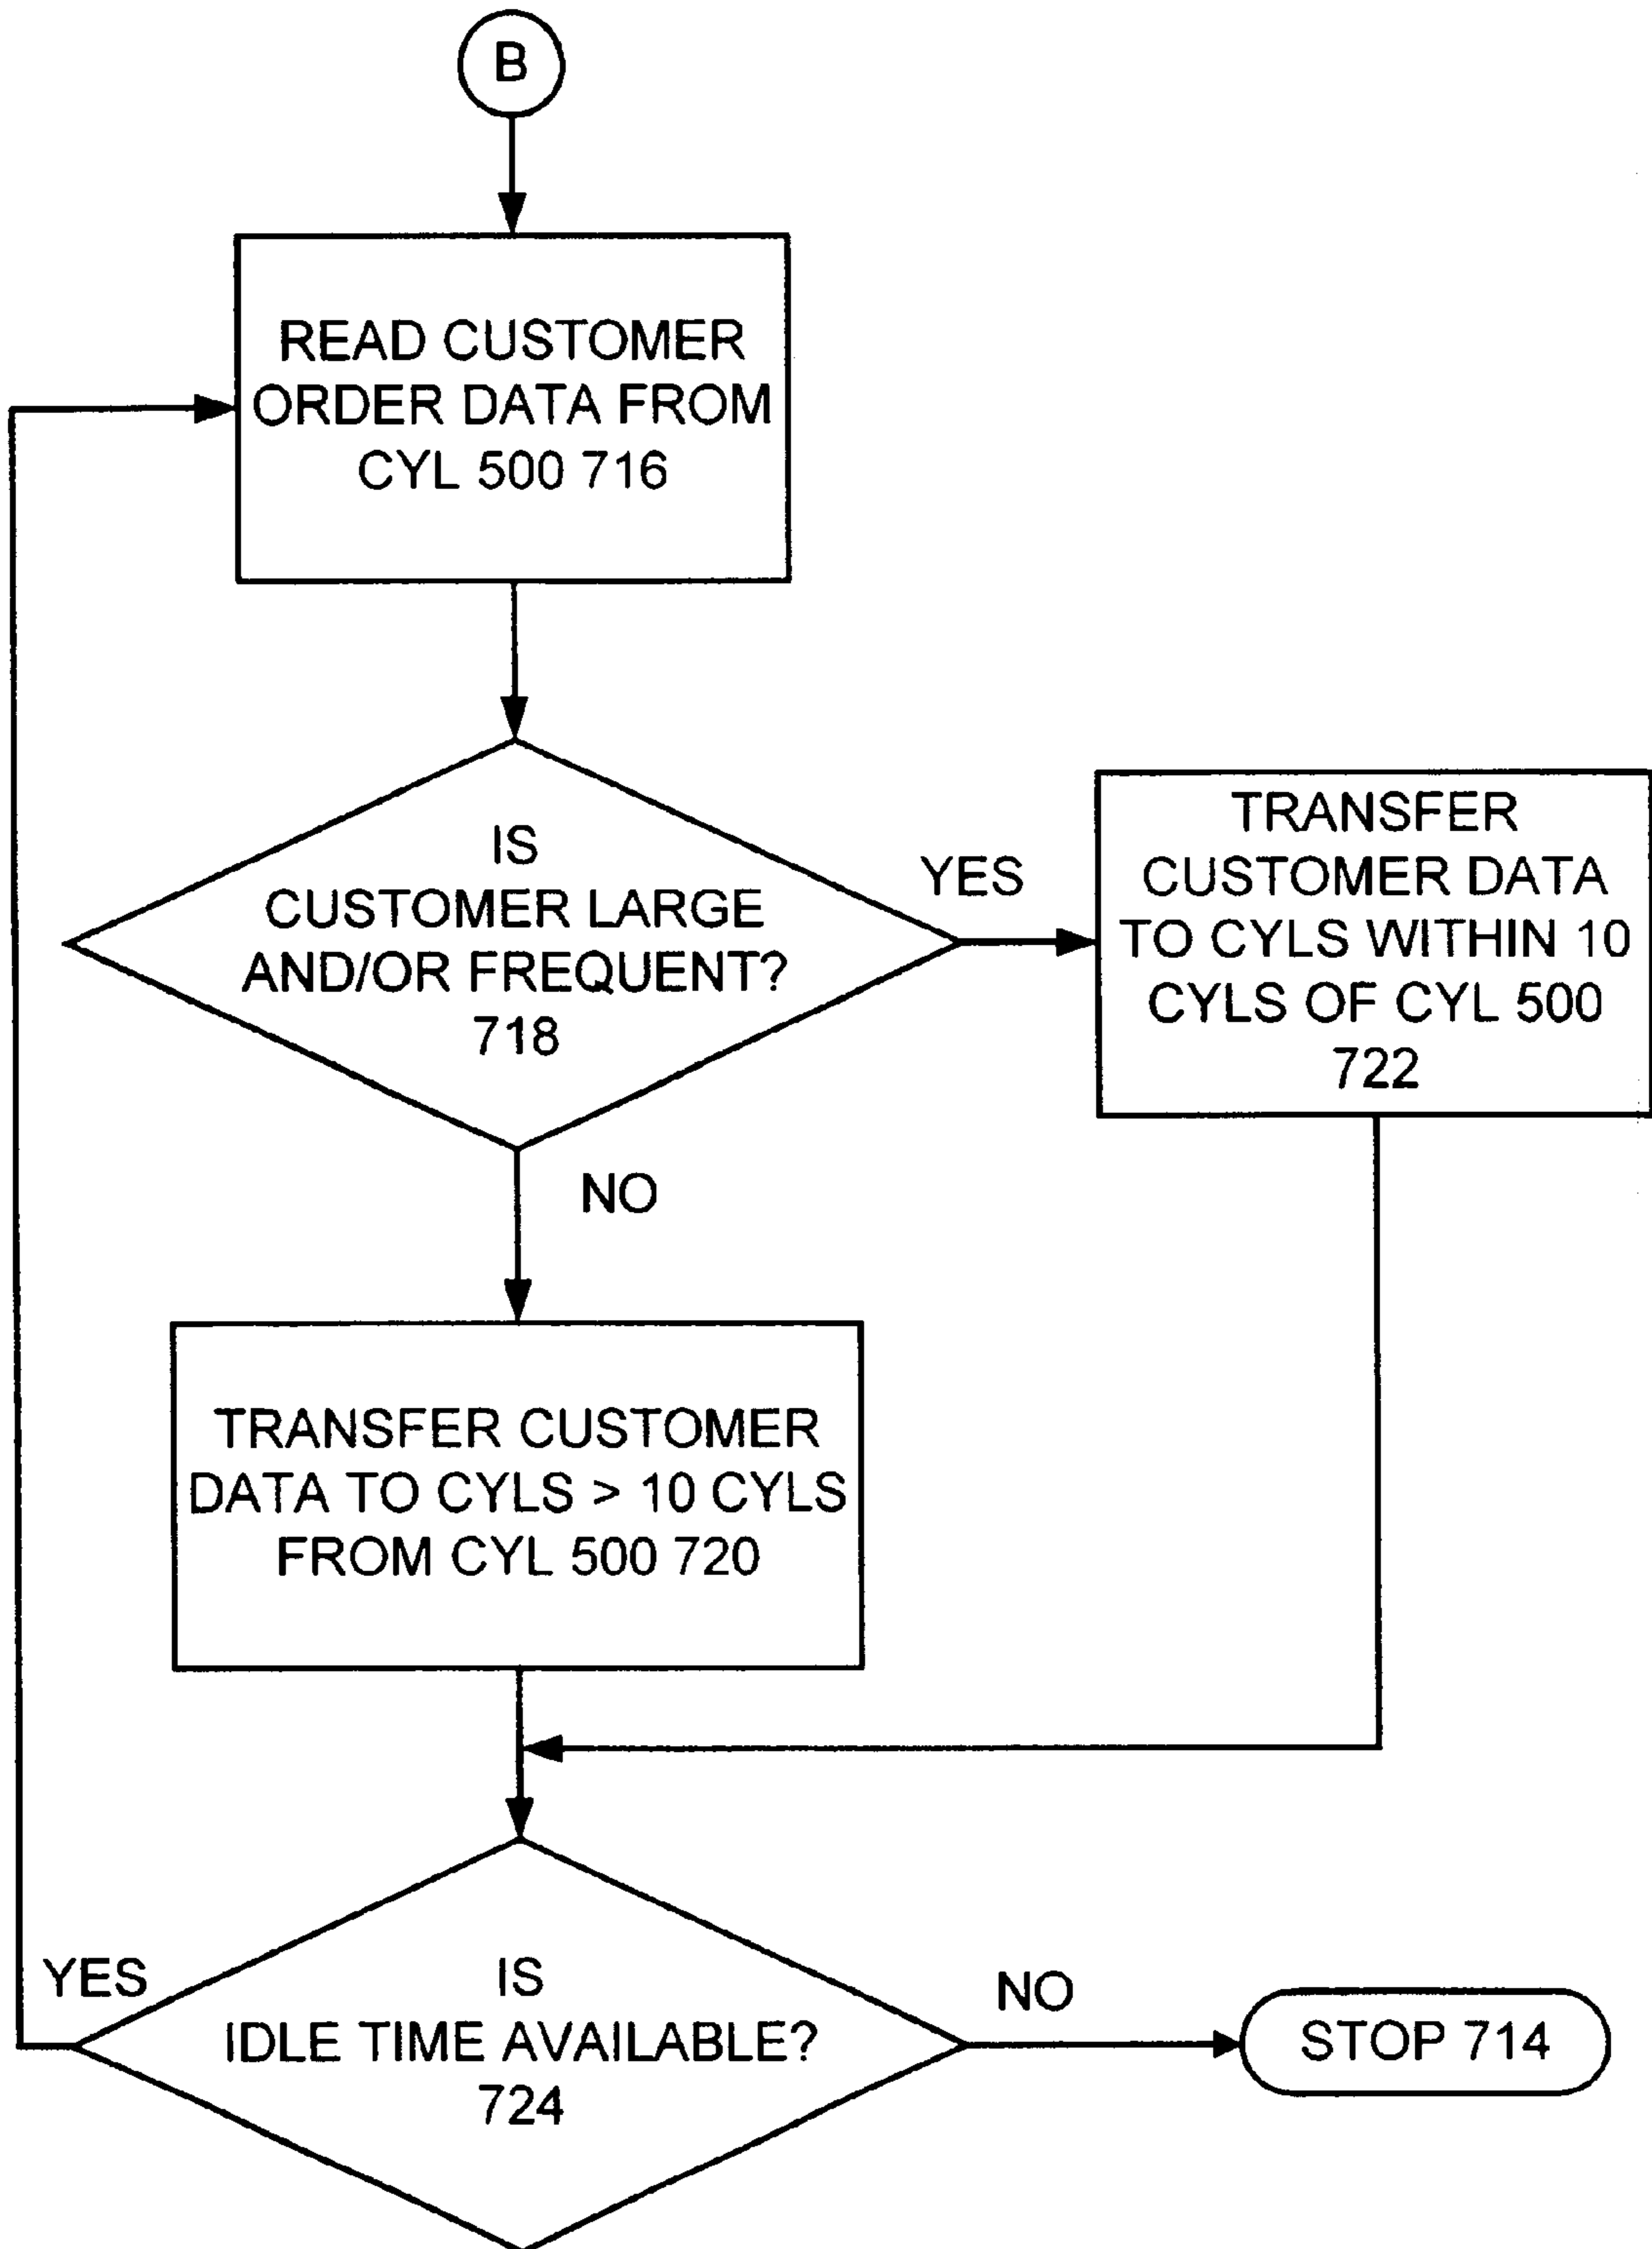 B
READ CUSTOMER
ORDER DATA FROM
CYL 500 716
IS
CUSTOMER LARGE
AND/OR FREQUENT?
718
YES
TRANSFER
CUSTOMER DATA
TO CYLS WITHIN 10
CYLS OF CYL 500
722
NO
TRANSFER CUSTOMER
DATA TO CYLS > 10 CYLS
FROM CYL 500 720
YES
IS
IDLE TIME AVAILABLE?
724
NO
STOP 714